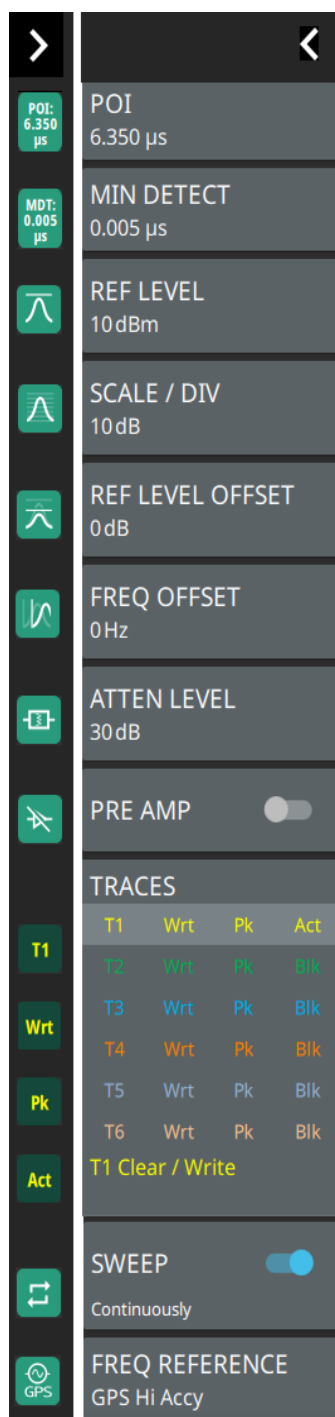 POI:
6.350
µs
MDT:
0.005
µs
T1
Wrt
Pk
Act
GPS
POI
6.350 µs
MIN DETECT
0.005 µs
REF LEVEL
10 dBm
SCALE / DIV
10 dB
REF LEVEL OFFSET
0 dB
FREQ OFFSET
0 Hz
ATTEN LEVEL
30 dB
PRE AMP
TRACES
T1 Wrt Pk Act
T2 Wrt Pk Blk
T3 Wrt Pk Blk
T4 Wrt Pk Blk
T5 Wrt Pk Blk
T6 Wrt Pk Blk
T1 Clear / Write
SWEEP
Continuously
FREQ REFERENCE
GPS Hi Accy